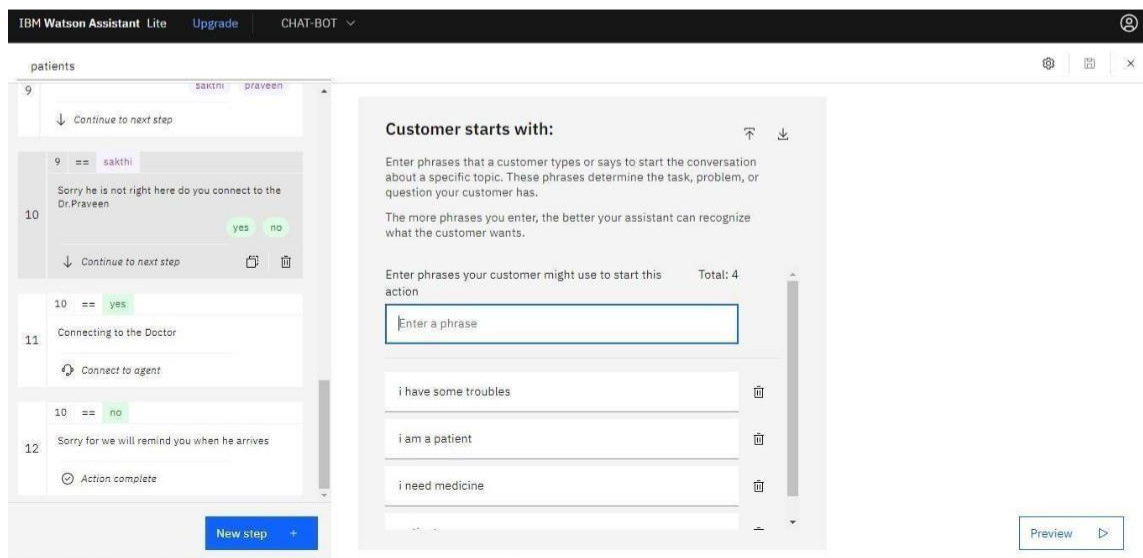 IBM Watson Assistant Lite Upgrade CHAT-BOT
patients
9
sakthi praveen
Continue to next step
9 == sakthi
10
Sorry he is not right here do you connect to the
Dr.Praveen
yes no
Continue to next step
10 == yes
11
Connecting to the Doctor
Connect to agent
10 == no
12
Sorry for we will remind you when he arrives
Action complete
New step +
Customer starts with:
Enter phrases that a customer types or says to start the conversation
about a specific topic. These phrases determine the task, problem, or
question your customer has.
The more phrases you enter, the better your assistant can recognize
what the customer wants.
Enter phrases your customer might use to start this
action
Total: 4
Enter a phrase
i have some troubles
i am a patient
i need medicine
Preview